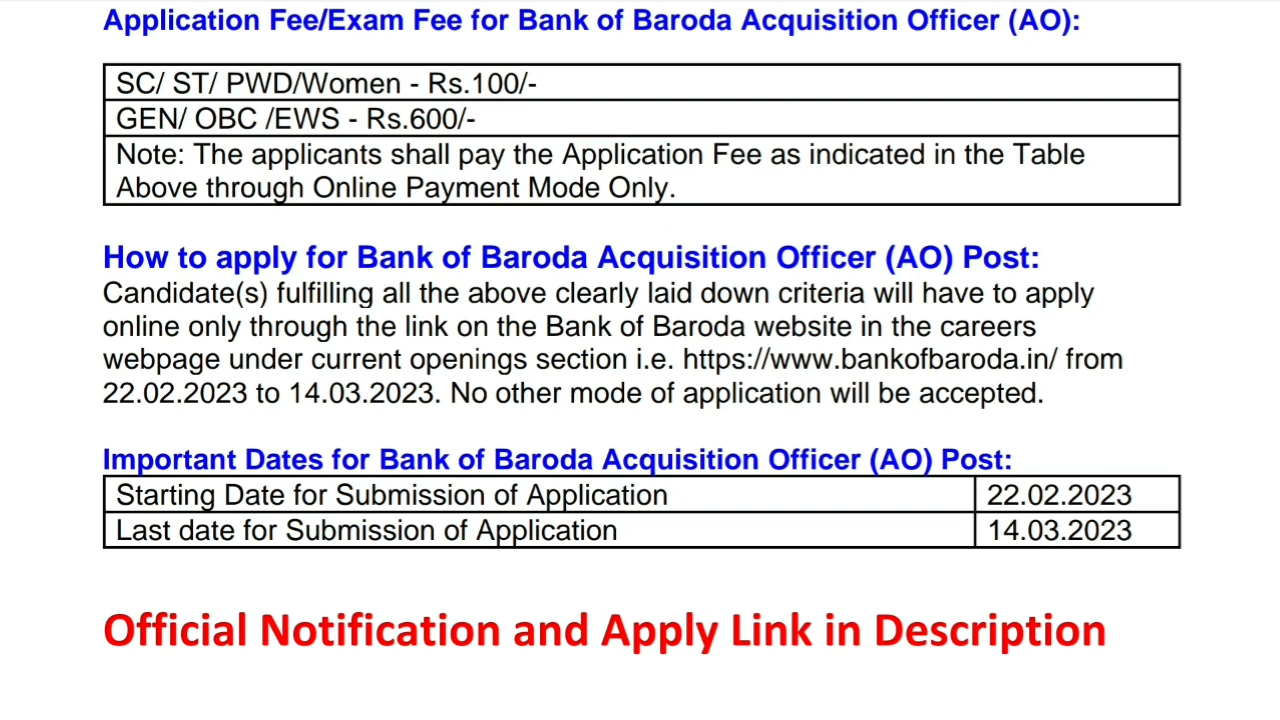 Application Fee/Exam Fee for Bank of Baroda Acquisition Officer (AO):
SC/ ST/ PWD/Women - Rs.100/-
GEN/ OBC /EWS - Rs.600/-
Note: The applicants shall pay the Application Fee as indicated in the Table
Above through Online Payment Mode Only.
How to apply for Bank of Baroda Acquisition Officer (AO) Post:
Candidate(s) fulfilling all the above clearly laid down criteria will have to apply
online only through the link on the Bank of Baroda website in the careers
webpage under current openings section i.e. https://www.bankofbaroda.in/ from
22.02.2023 to 14.03.2023. No other mode of application will be accepted.
Important Dates for Bank of Baroda Acquisition Officer (AO) Post:
Starting Date for Submission of Application 22.02.2023
Last date for Submission of Application 14.03.2023
Official Notification and Apply Link in Description